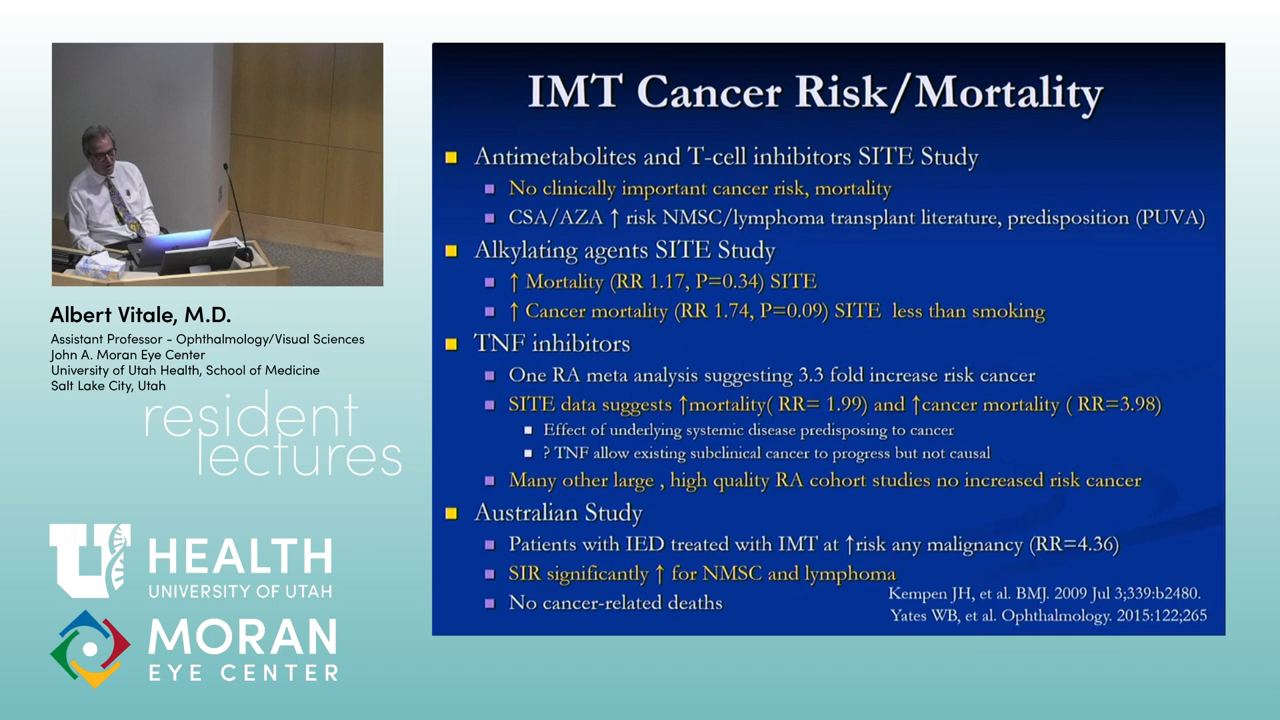 IMT Cancer Risk/Mortality
Antimetabolites and T-cell inhibitors SITE Study
No clinically important cancer risk, mortality
CSA/AZA ↑ risk NMSC/lymphoma transplant literature, predisposition (PUVA)
Alkylating agents SITE Study
↑ Mortality (RR 1.17, P=0.34) SITE
↑ Cancer mortality (RR 1.74, P=0.09) SITE less than smoking
TNF inhibitors
One RA meta analysis suggesting 3.3 fold increase risk cancer
SITE data suggests ↑mortality( RR= 1.99) and ↑cancer mortality ( RR=3.98)
Effect of underlying systemic disease predisposing to cancer
? TNF allow existing subclinical cancer to progress but not causal
Many other large , high quality RA cohort studies no increased risk cancer
Australian Study
Patients with IED treated with IMT at ↑risk any malignancy (RR=4.36)
SIR significantly ↑ for NMSC and lymphoma
No cancer-related deaths
Kempen JH, et al. BMJ. 2009 Jul 3;339:b2480.
Yates WB, et al. Ophthalmology. 2015:122;265
Albert Vitale, M.D.
Assistant Professor - Ophthalmology/Visual Sciences
John A. Moran Eye Center
University of Utah Health, School of Medicine
Salt Lake City, Utah
resident
lectures
U HEALTH
UNIVERSITY OF UTAH
MORAN
EYE CENTER